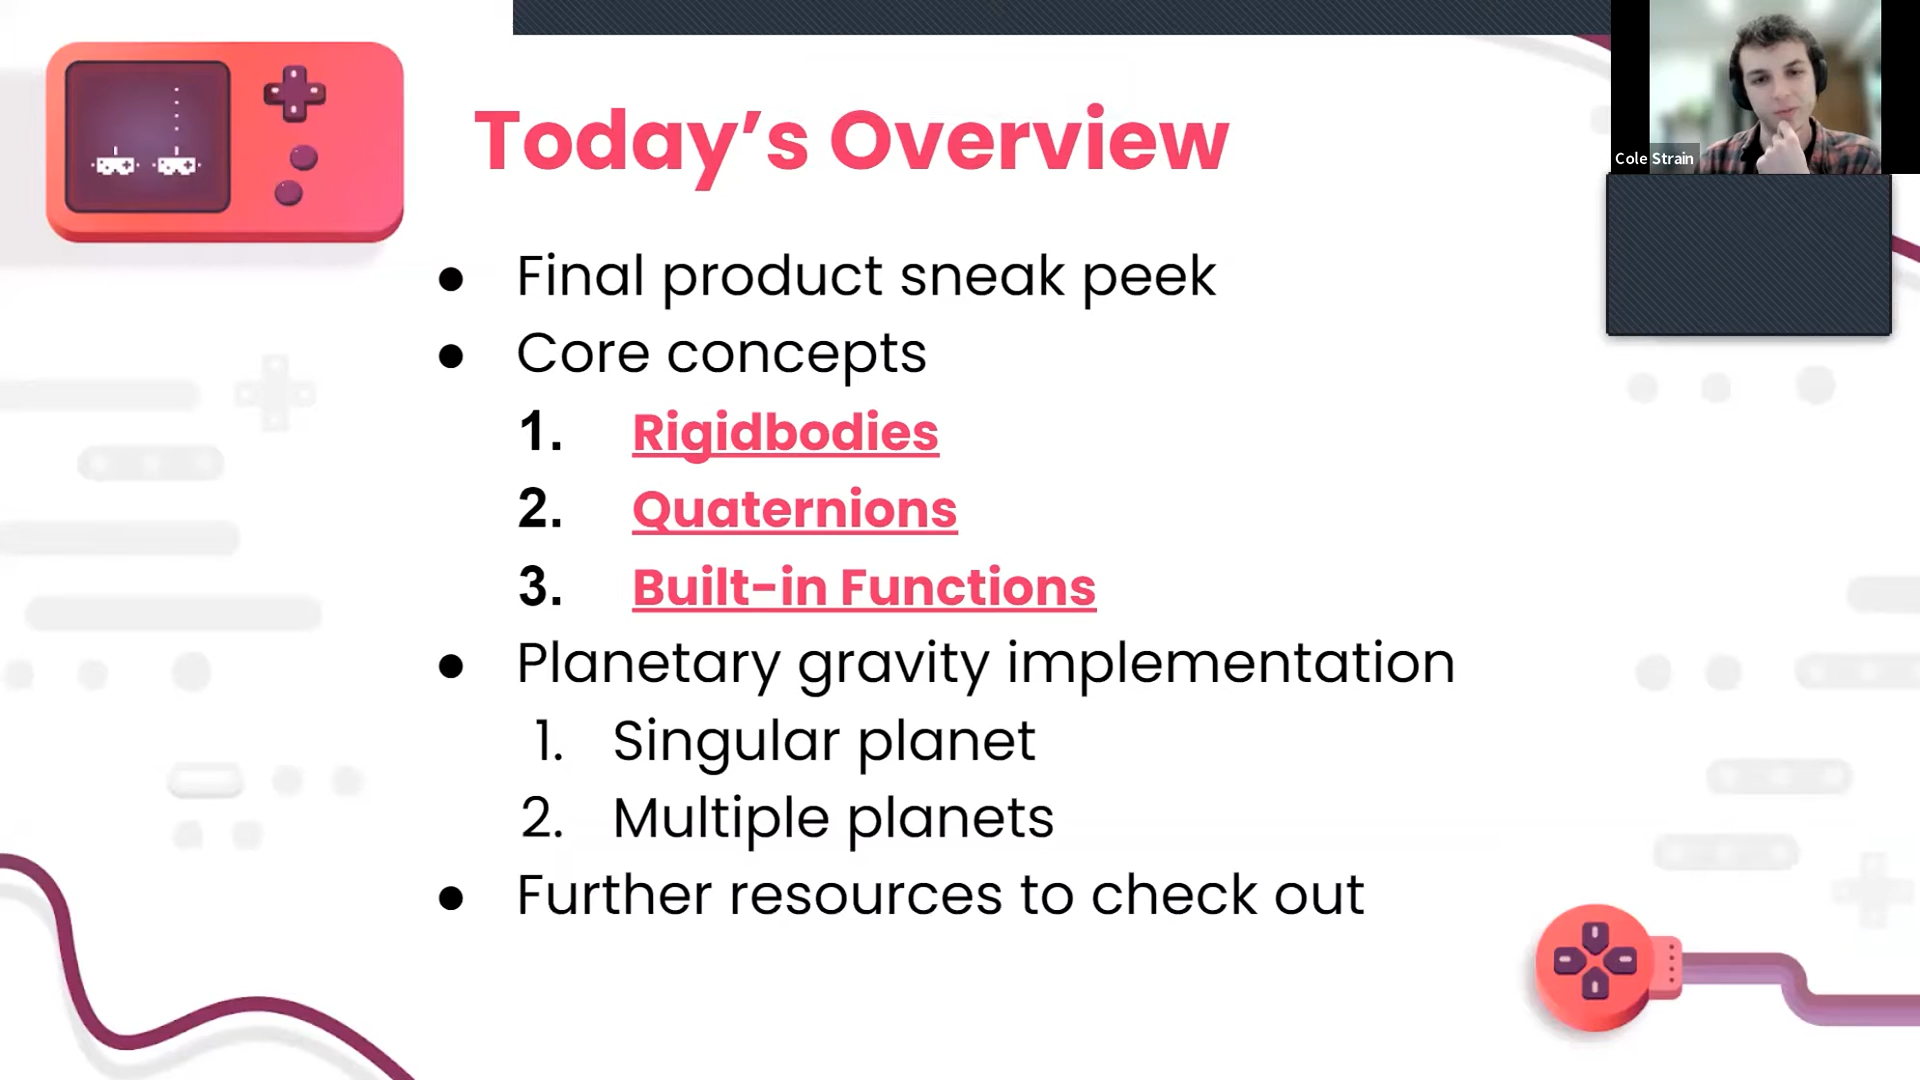 Today’s Overview
Cole Strain
● Final product sneak peek
● Core concepts
1. Rigidbodies
2. Quaternions
3. Built-in Functions
● Planetary gravity implementation
1. Singular planet
2. Multiple planets
● Further resources to check out